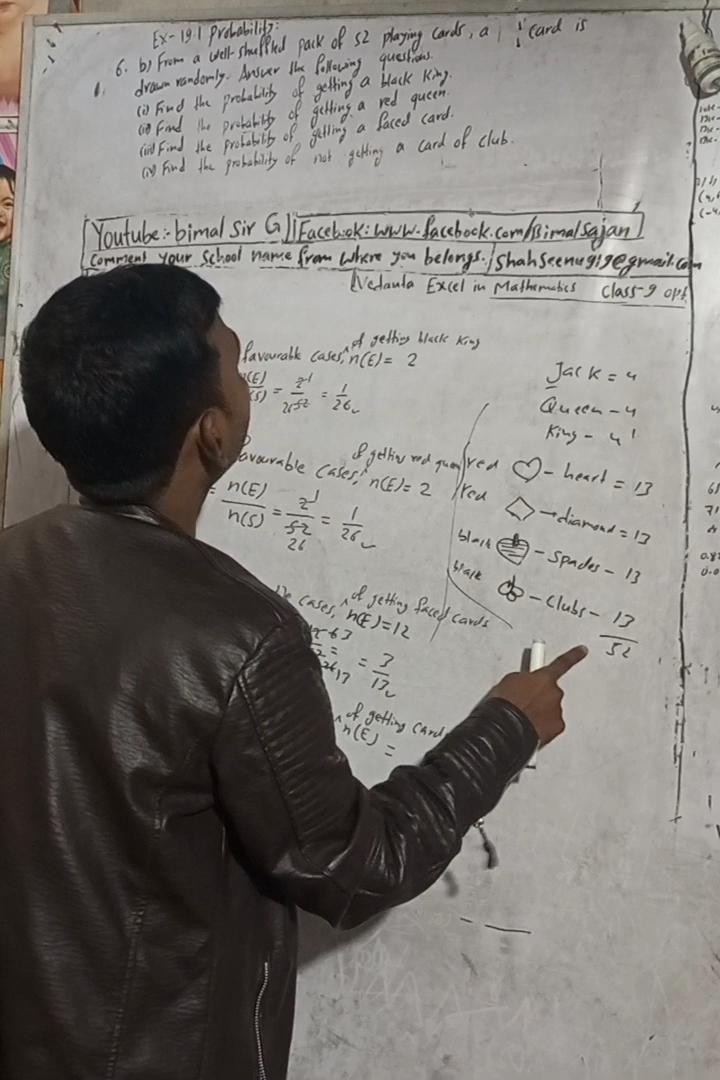 Ex-19.1 Probability:
6. b) From a well-shuffled pack of 52 playing cards, a card is
drawn randomly. Answer the following questions.
(i) Find the probability of getting a black King.
(ii) Find the probability of getting a red queen.
(iii) Find the probability of getting a faced card.
(iv) Find the probability of not getting a card of club.
Youtube:- bimal Sir G || Facebook: www.facebook.com/Bimalsajan
Comment your School name from where you belongs. / shahseenu919@gmail.com
Vedanta Excel in Mathematics Class-9 opt
of getting black King
favourable cases, n(E) = 2
= 2/52 = 1/26
of getting red queen
favourable cases, n(E) = 2
= n(E)/n(S) = 2/52 = 1/26
of getting faced cards
cases, n(E) = 12
= 3/13
of getting card
n(E) =
Jack = 4
Queen - 4
King - 4
red heart = 13
red diamond = 13
black spades - 13
black clubs - 13
52